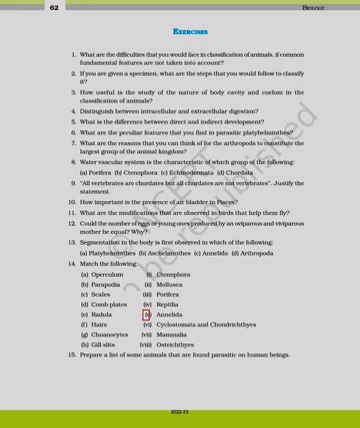 62
BIOLOGY
EXERCISES
1. What are the difficulties that you would face in classification of animals, if common
fundamental features are not taken into account?
2. If you are given a specimen, what are the steps that you would follow to classify
it?
3. How useful is the study of the nature of body cavity and coelom in the
classification of animals?
4. Distinguish between intracellular and extracellular digestion?
5. What is the difference between direct and indirect development?
6. What are the peculiar features that you find in parasitic platyhelminthes?
7. What are the reasons that you can think of for the arthropods to constitute the
largest group of the animal kingdom?
8. Water vascular system is the characteristic of which group of the following:
(a) Porifera (b) Ctenophora (c) Echinodermata (d) Chordata
9. "All vertebrates are chordates but all chordates are not vertebrates". Justify the
statement.
10. How important is the presence of air bladder in Pisces?
11. What are the modifications that are observed in birds that help them fly?
12. Could the number of eggs or young ones produced by an oviparous and viviparous
mother be equal? Why?
13. Segmentation in the body is first observed in which of the following:
(a) Platyhelminthes (b) Aschelminthes (c) Annelida (d) Arthropoda
14. Match the following:
(a) Operculum (i) Ctenophora
(b) Parapodia (ii) Mollusca
(c) Scales (iii) Porifera
(d) Comb plates (iv) Reptilia
(e) Radula (v) Annelida
(f) Hairs (vi) Cyclostomata and Chondrichthyes
(g) Choanocytes (vii) Mammalia
(h) Gill slits (viii) Osteichthyes
15. Prepare a list of some animals that are found parasitic on human beings.
2022-23